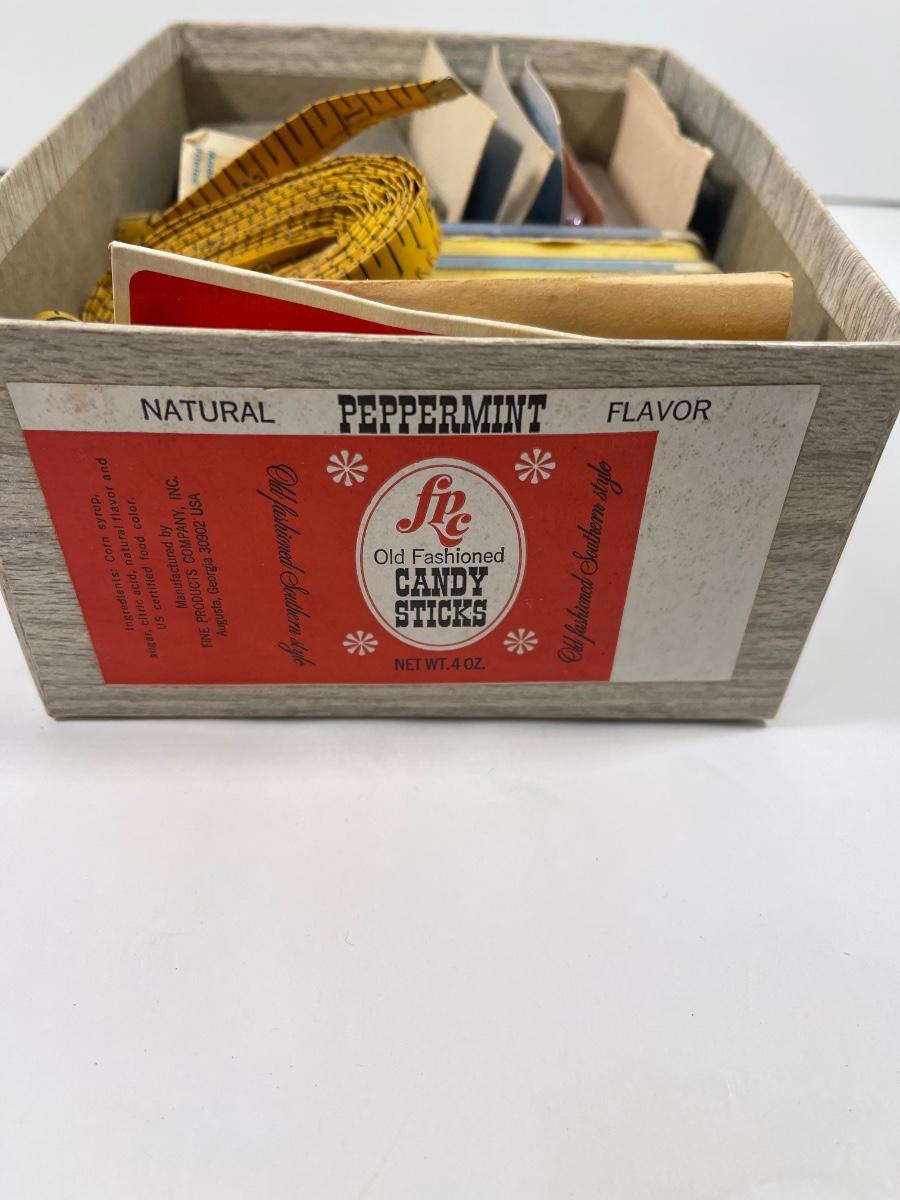 NATURAL PEPPERMINT FLAVOR
Ingredients: Corn syrup,
sugar, citric acid, natural flavor and
US certified food color.
Manufactured by
FINE PRODUCTS COMPANY, INC.
Augusta, Georgia 30902 USA
Old fashioned Southern style
fpc
Old Fashioned
CANDY
STICKS
NET WT. 4 OZ.
Old fashioned Southern style